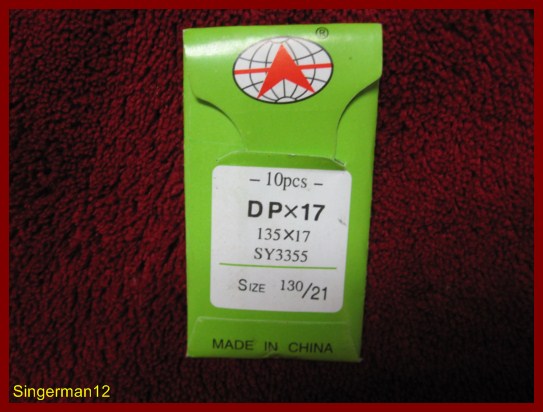 ®
- 10pcs -
DP×17
135×17
SY3355
SIZE 130/21
MADE IN CHINA
Singerman12